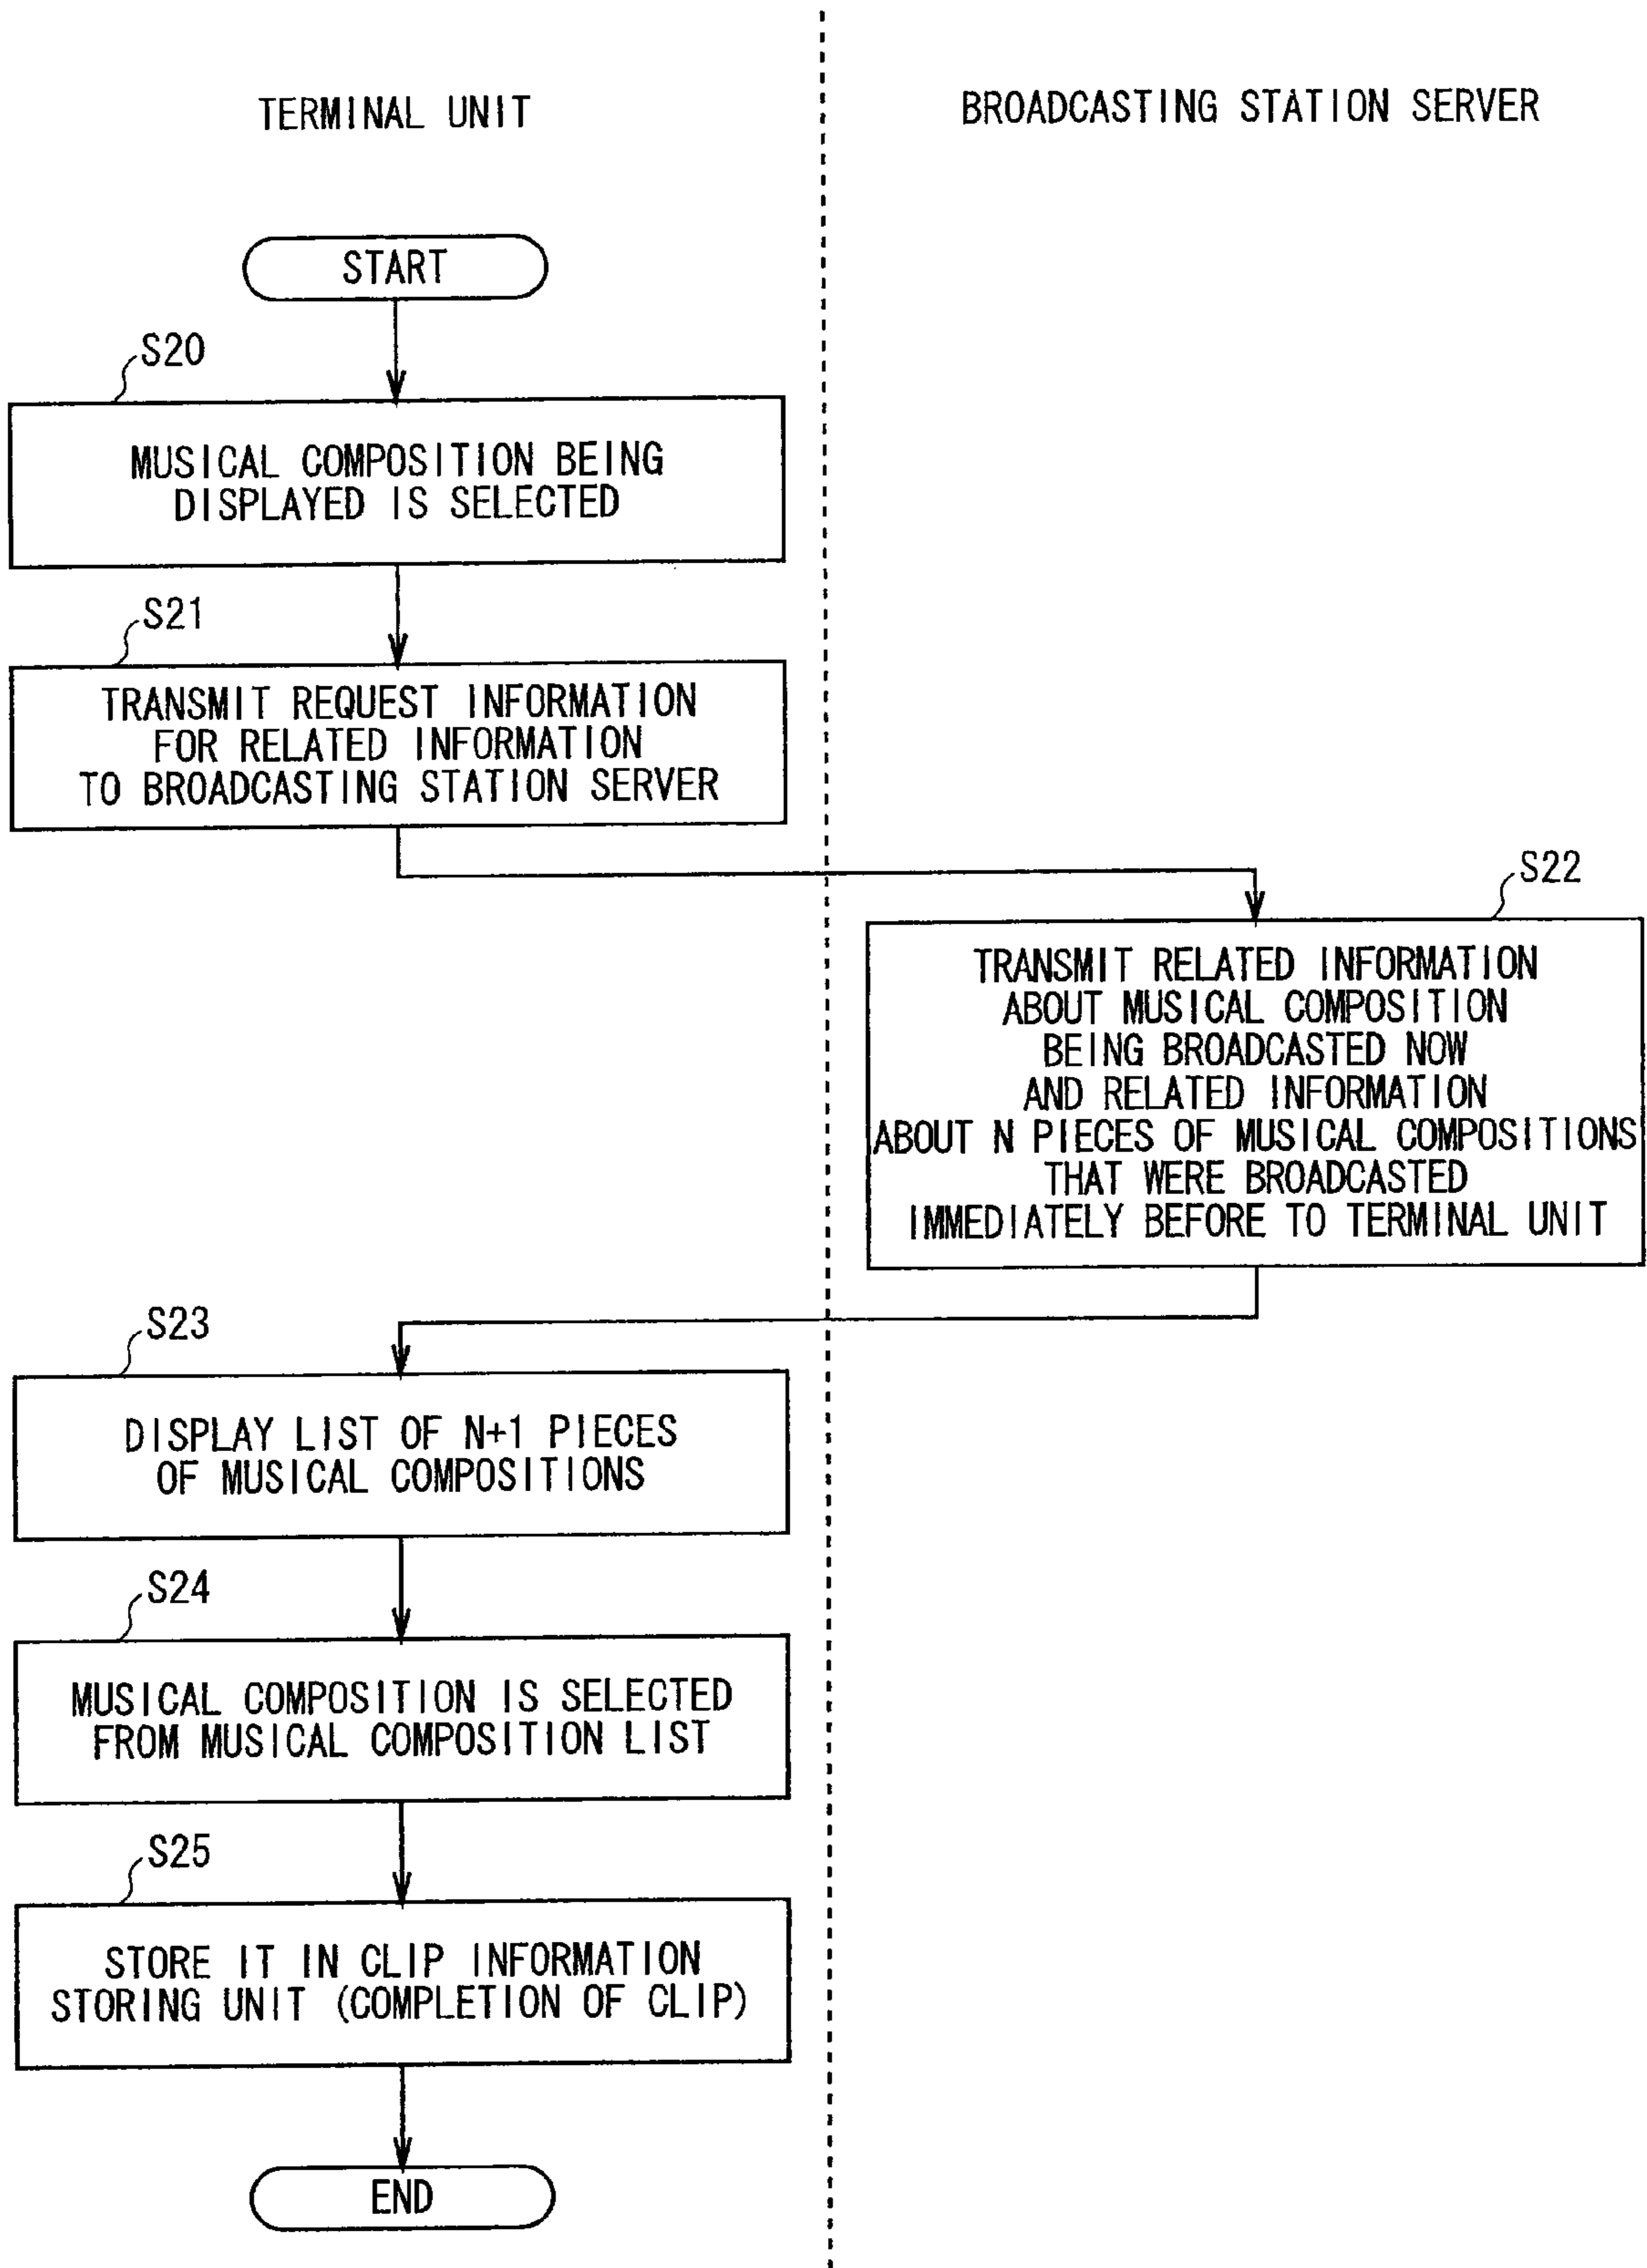 TERMINAL UNIT
BROADCASTING STATION SERVER
START
S20
MUSICAL COMPOSITION BEING
DISPLAYED IS SELECTED
S21
TRANSMIT REQUEST INFORMATION
FOR RELATED INFORMATION
TO BROADCASTING STATION SERVER
S22
TRANSMIT RELATED INFORMATION
ABOUT MUSICAL COMPOSITION
BEING BROADCASTED NOW
AND RELATED INFORMATION
ABOUT N PIECES OF MUSICAL COMPOSITIONS
THAT WERE BROADCASTED
IMMEDIATELY BEFORE TO TERMINAL UNIT
S23
DISPLAY LIST OF N+1 PIECES
OF MUSICAL COMPOSITIONS
S24
MUSICAL COMPOSITION IS SELECTED
FROM MUSICAL COMPOSITION LIST
S25
STORE IT IN CLIP INFORMATION
STORING UNIT (COMPLETION OF CLIP)
END